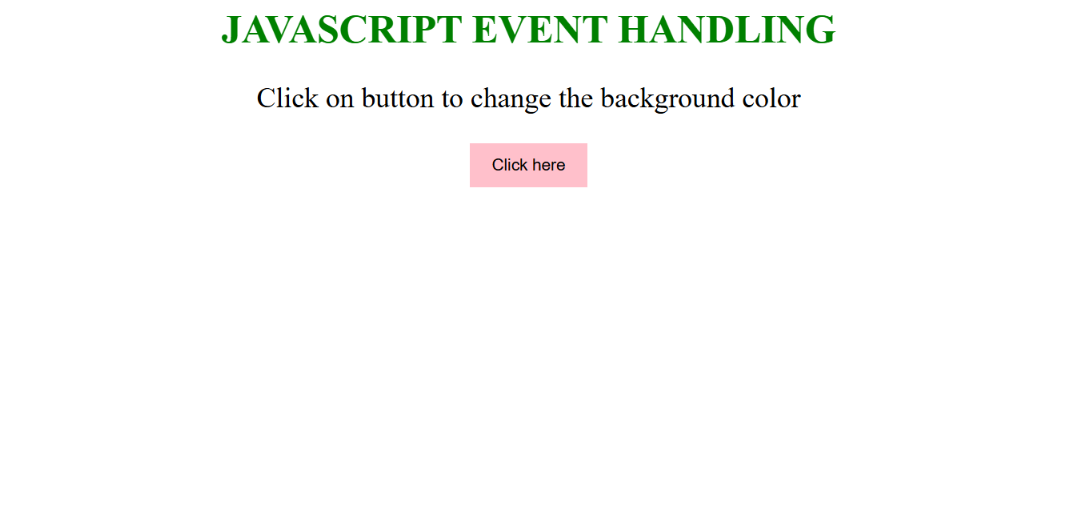 JAVASCRIPT EVENT HANDLING
Click on button to change the background color
Click here